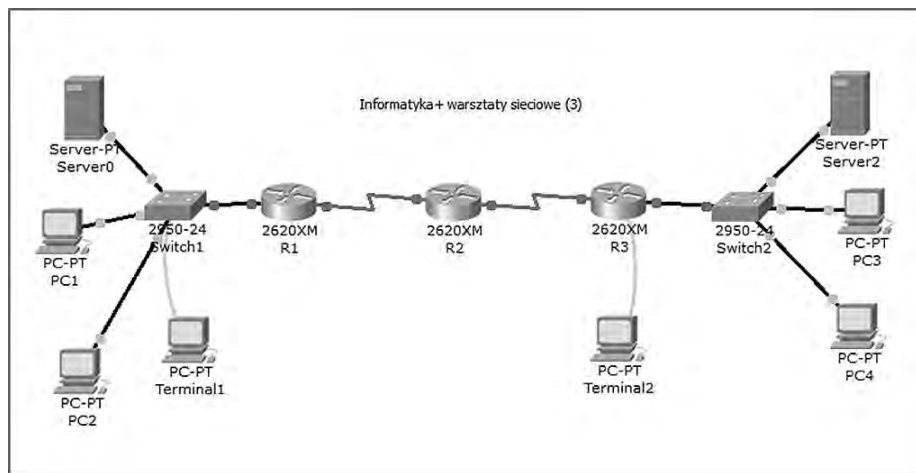 Informatyka+ warsztaty sieciowe (3)
Server-PT
Server0
Server-PT
Server2
2950-24
Switch1
2620XM
R1
2620XM
R2
2620XM
R3
2950-24
Switch2
PC-PT
PC1
PC-PT
PC3
PC-PT
PC2
PC-PT
Terminal1
PC-PT
Terminal2
PC-PT
PC4